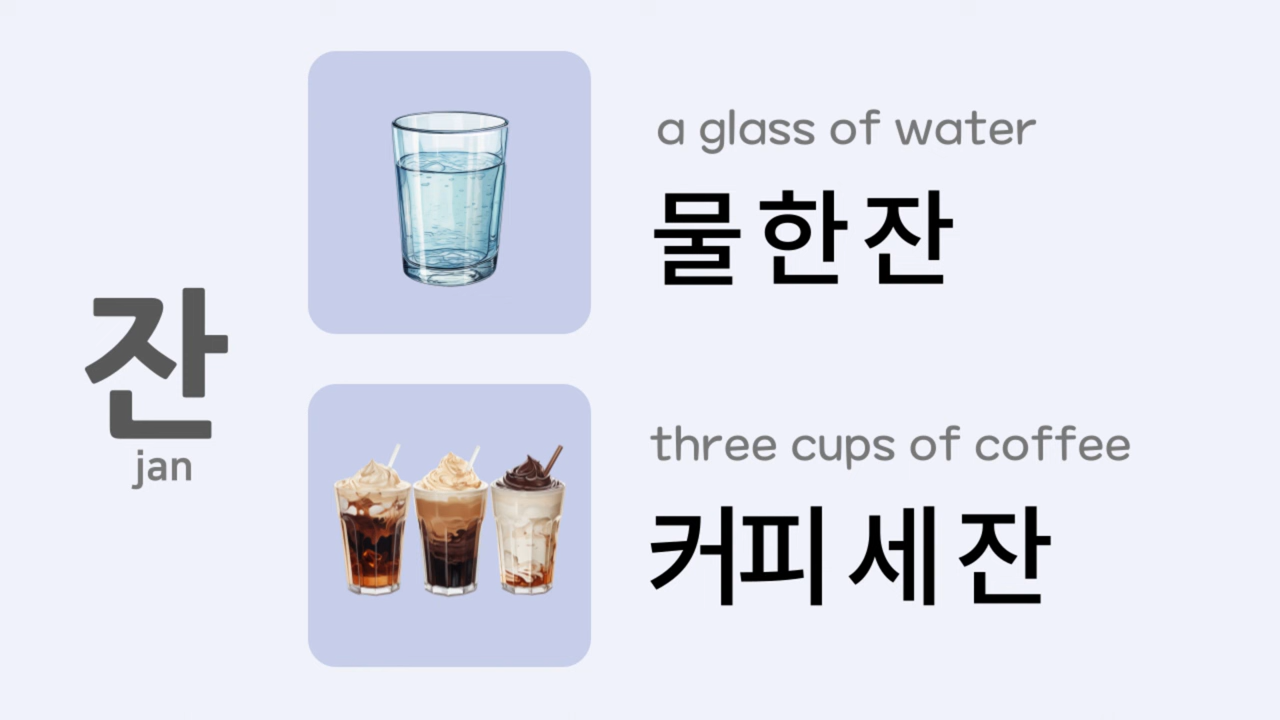 잔
jan
a glass of water
물 한 잔
three cups of coffee
커피 세 잔